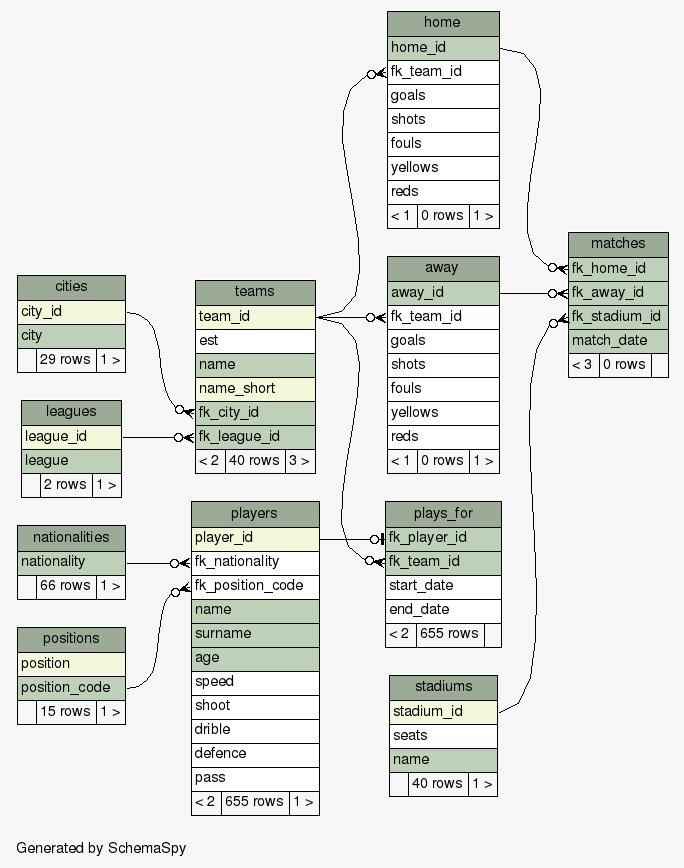 home
home_id
fk_team_id
goals
shots
fouls
yellows
reds
< 1 0 rows 1 >
matches
fk_home_id
fk_away_id
fk_stadium_id
match_date
< 3 0 rows
away
away_id
fk_team_id
goals
shots
fouls
yellows
reds
< 1 0 rows 1 >
cities
city_id
city
29 rows 1 >
teams
team_id
est
name
name_short
fk_city_id
fk_league_id
< 2 40 rows 3 >
leagues
league_id
league
2 rows 1 >
players
player_id
fk_nationality
fk_position_code
name
surname
age
speed
shoot
drible
defence
pass
< 2 655 rows 1 >
plays_for
fk_player_id
fk_team_id
start_date
end_date
< 2 655 rows
nationalities
nationality
66 rows 1 >
positions
position
position_code
15 rows 1 >
stadiums
stadium_id
seats
name
40 rows 1 >
Generated by SchemaSpy